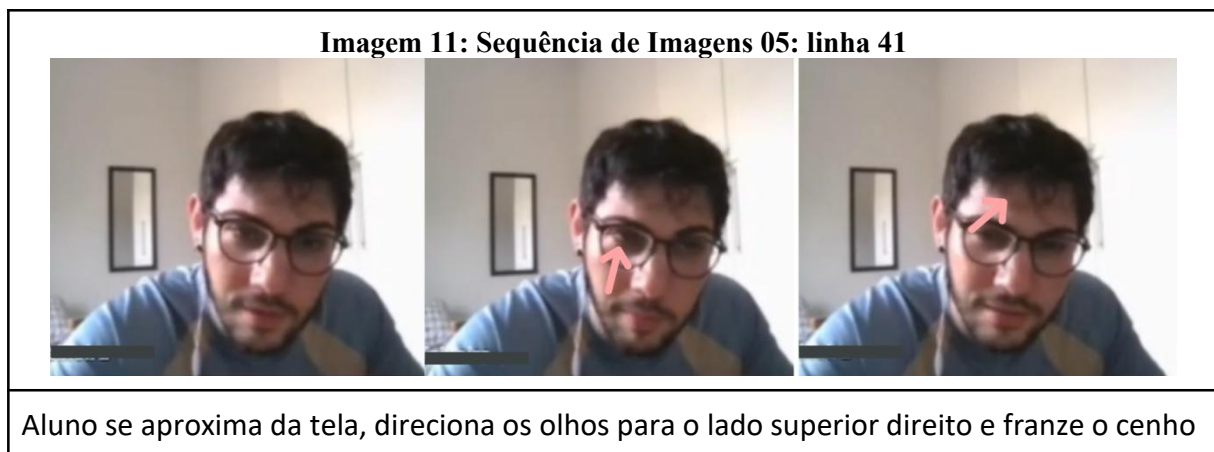 Imagem 11: Sequência de Imagens 05: linha 41
Aluno se aproxima da tela, direciona os olhos para o lado superior direito e franze o cenho